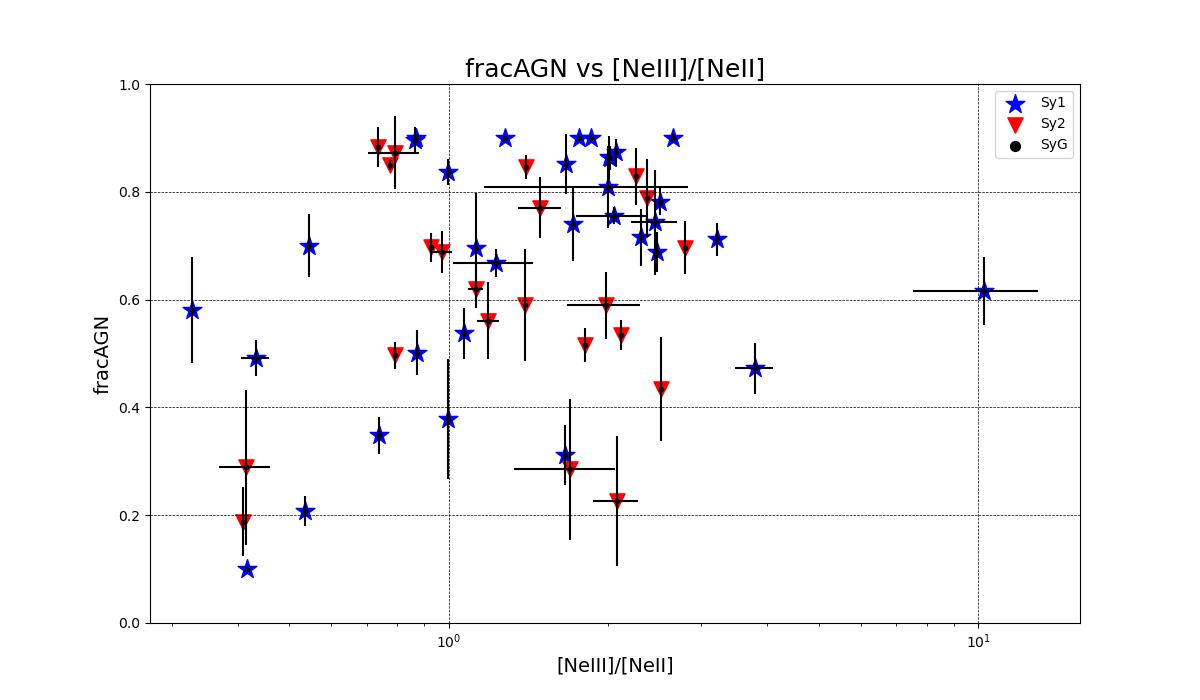 fracAGN vs [NeIII]/[NeII]
Sy1
Sy2
SyG
1.0
0.8
0.6
0.4
0.2
0.0
fracAGN
10⁰
10¹
[NeIII]/[NeII]